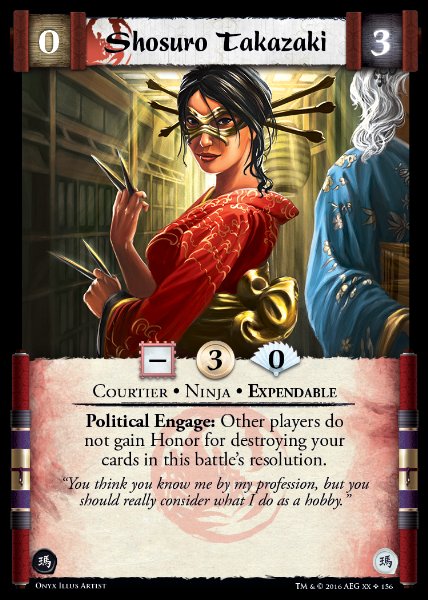 0 Shosuro Takazaki 3
– 3 0
Courtier • Ninja • Expendable
Political Engage: Other players do
not gain Honor for destroying your
cards in this battle's resolution.
"You think you know me by my profession, but you
should really consider what I do as a hobby."
瑪 瑪
Onyx Illus Artist TM & © 2016 AEG XX ❖ 156